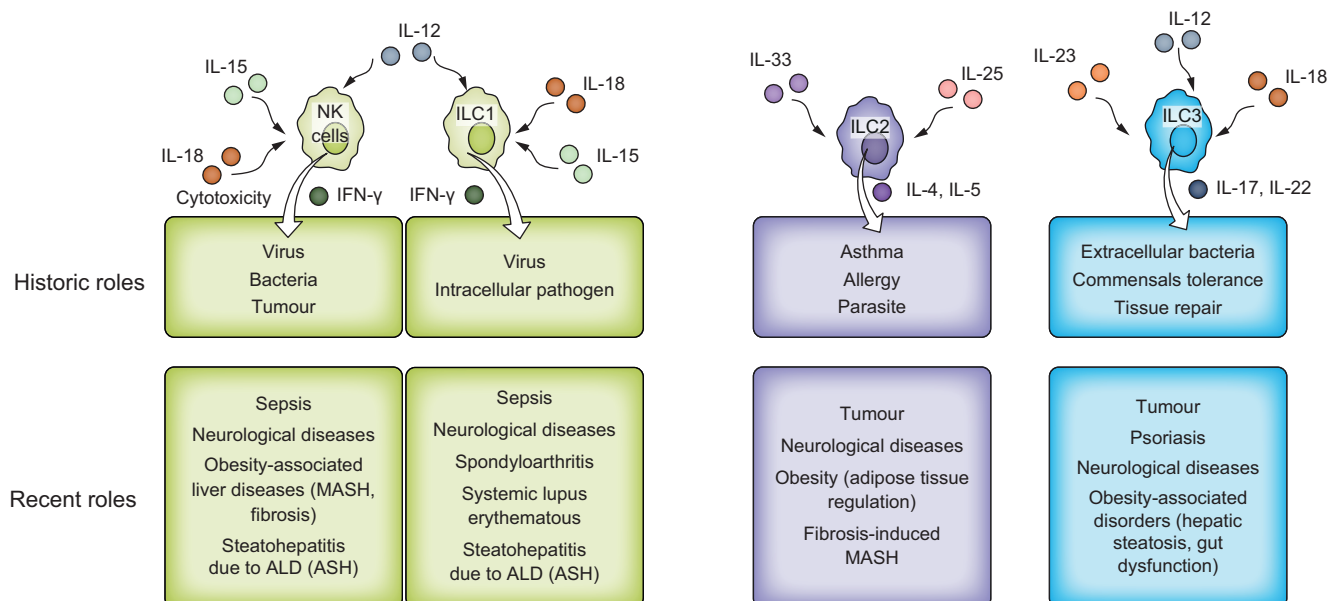 IL-12
IL-15
NK
cells
ILC1
IL-18
IL-18
Cytotoxicity
IFN-γ
IFN-γ
IL-15
IL-33
IL-25
ILC2
IL-4, IL-5
IL-12
IL-23
IL-18
ILC3
IL-17, IL-22
Historic roles
Virus
Bacteria
Tumour
Virus
Intracellular pathogen
Asthma
Allergy
Parasite
Extracellular bacteria
Commensals tolerance
Tissue repair
Recent roles
Sepsis
Neurological diseases
Obesity-associated
liver diseases (MASH,
fibrosis)
Steatohepatitis
due to ALD (ASH)
Sepsis
Neurological diseases
Spondyloarthritis
Systemic lupus
erythematous
Steatohepatitis
due to ALD (ASH)
Tumour
Neurological diseases
Obesity (adipose tissue
regulation)
Fibrosis-induced
MASH
Tumour
Psoriasis
Neurological diseases
Obesity-associated
disorders (hepatic
steatosis, gut
dysfunction)